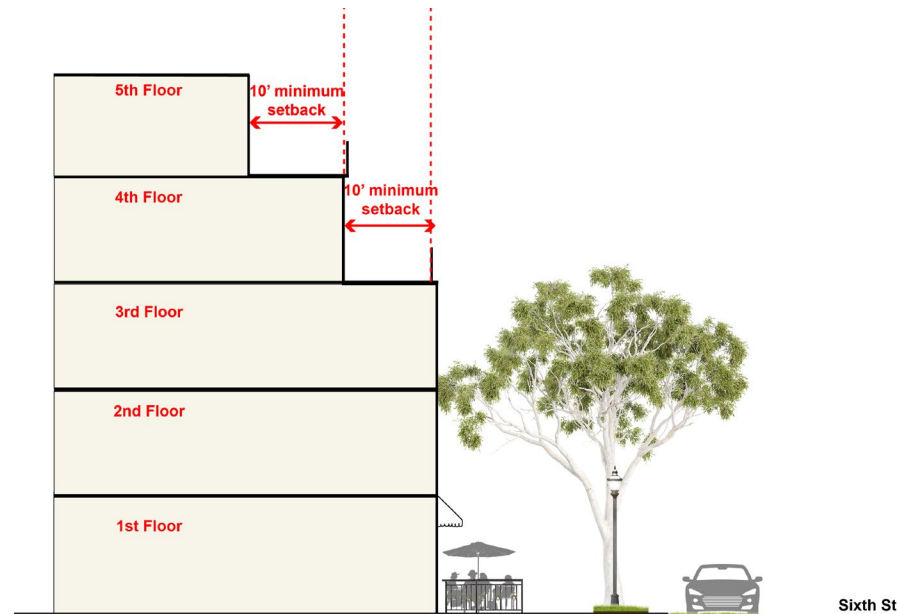 5th Floor
10’ minimum
setback
4th Floor
10’ minimum
setback
3rd Floor
2nd Floor
1st Floor
Sixth St